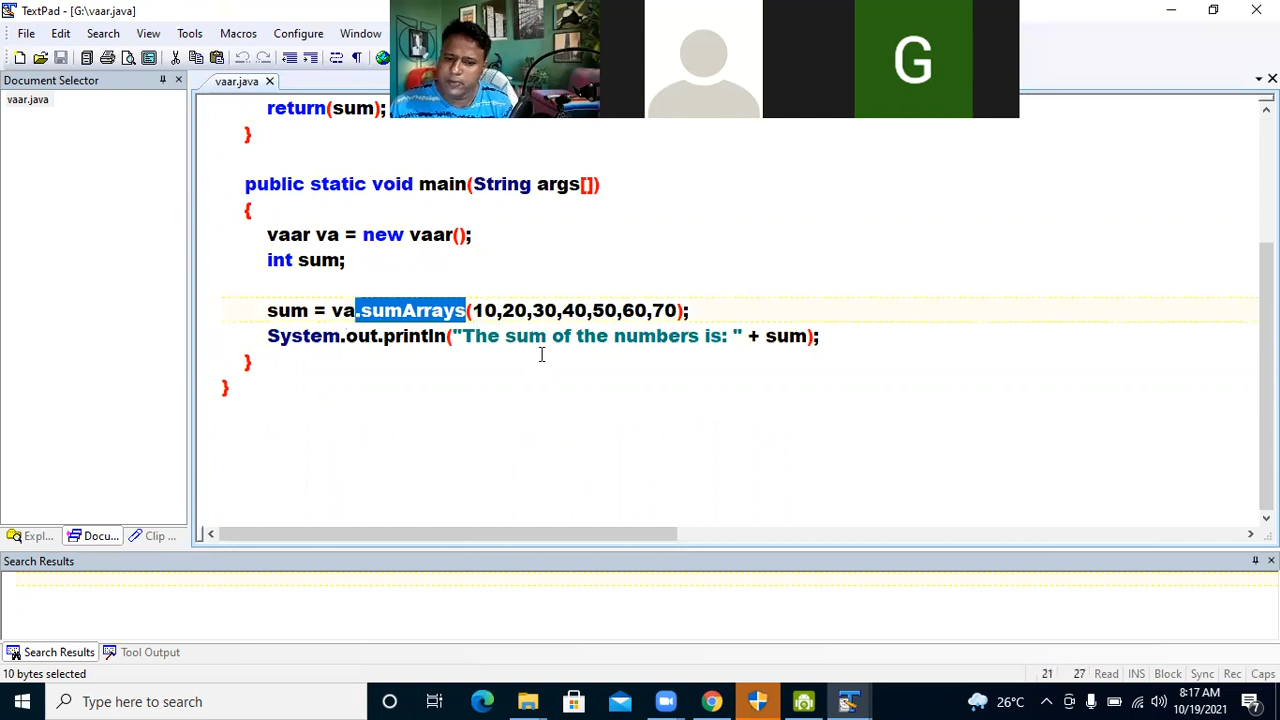 TextPad - [G:\vaar.java]
File Edit Search View Tools Macros Configure Window
G
Document Selector
vaar.java
vaar.java
return(sum);
}
public static void main(String args[])
{
vaar va = new vaar();
int sum;
sum = va.sumArrays(10,20,30,40,50,60,70);
System.out.println("The sum of the numbers is: " + sum);
}
}
Expl... Docu... Clip ...
Search Results
Search Results Tool Output
10 bytes selected 21 27 Read INS Block Sync Rec Caps
Type here to search 26°C 8:17 AM
10/19/2021 7